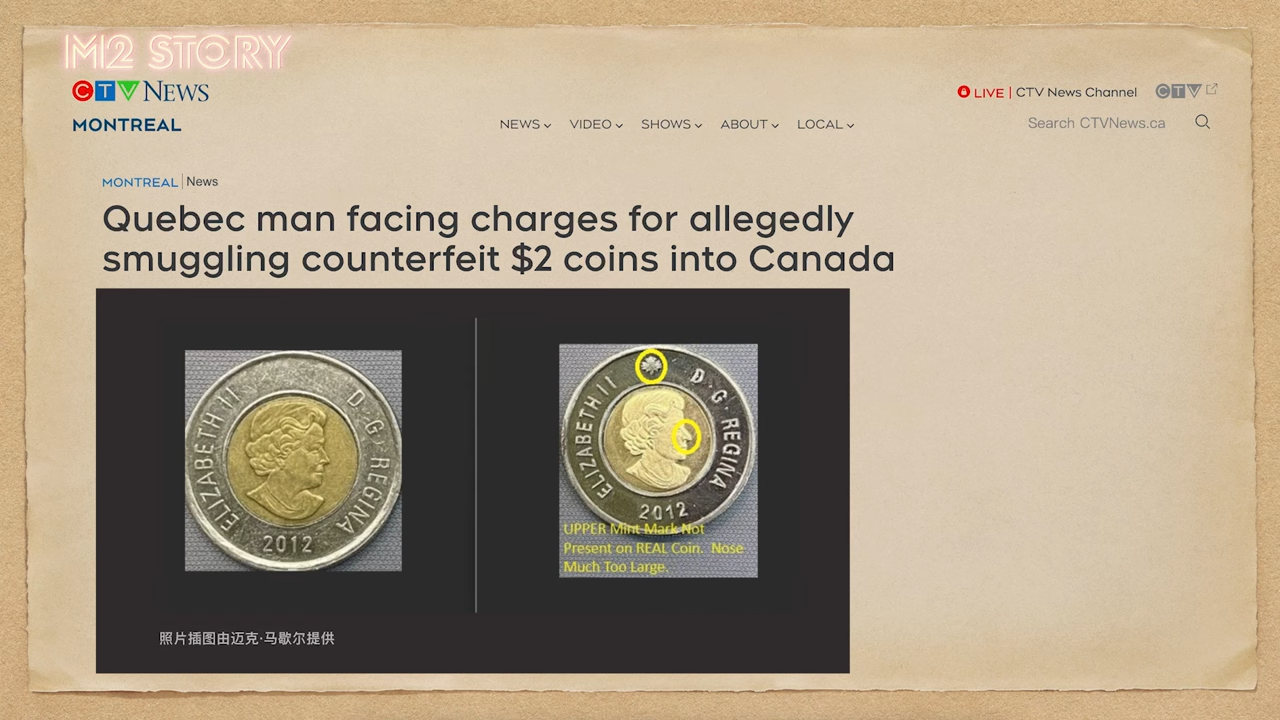 M2 STORY
CTV NEWS
MONTREAL
LIVE | CTV News Channel CTV
NEWS VIDEO SHOWS ABOUT LOCAL
Search CTVNews.ca
MONTREAL | News
Quebec man facing charges for allegedly
smuggling counterfeit $2 coins into Canada
ELIZABETH II D·G·REGINA
2012
ELIZABETH II D·G·REGINA
2012
UPPER Mint Mark Not
Present on REAL Coin. Nose
Much Too Large.
照片插图由迈克·马歇尔提供